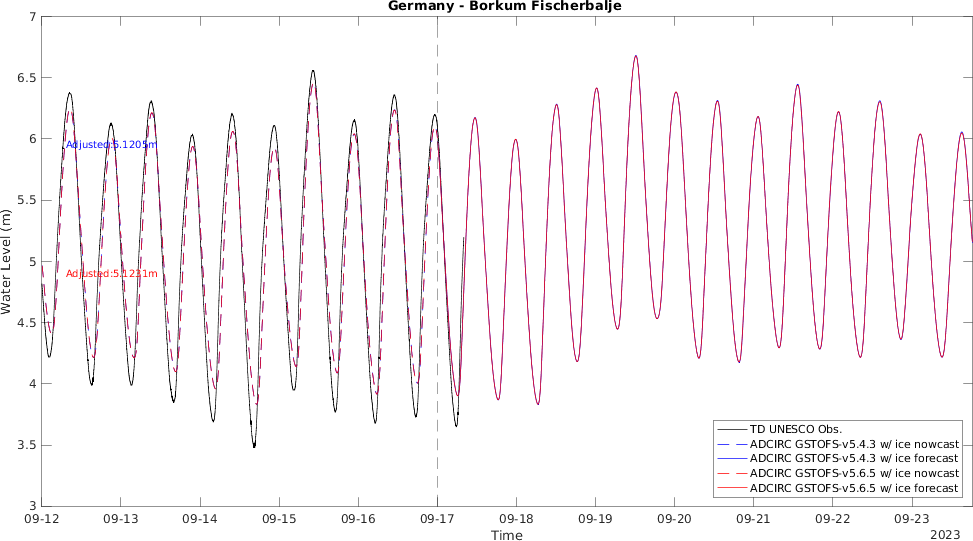 Germany - Borkum Fischerbalje
7
6.5
6
5.5
5
4.5
4
3.5
3
Water Level (m)
Adjusted:5.1205m
Adjusted:5.1231m
TD UNESCO Obs.
ADCIRC GSTOFS-v5.4.3 w/ ice nowcast
ADCIRC GSTOFS-v5.4.3 w/ ice forecast
ADCIRC GSTOFS-v5.6.5 w/ ice nowcast
ADCIRC GSTOFS-v5.6.5 w/ ice forecast
09-12 09-13 09-14 09-15 09-16 09-17 09-18 09-19 09-20 09-21 09-22 09-23
Time
2023